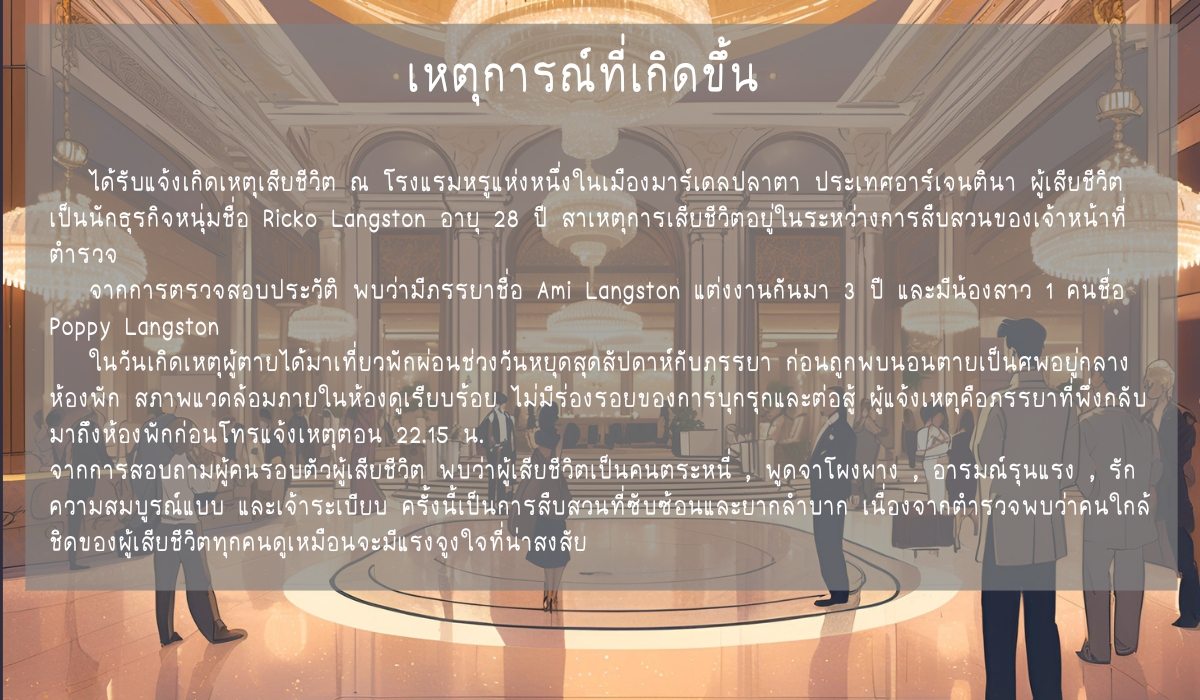 เหตุการณ์ที่เกิดขึ้น
ได้รับแจ้งเกิดเหตุเสียชีวิต ณ โรงแรมหรูแห่งหนึ่งในเมืองมาร์เดลปลาตา ประเทศอาร์เจนตินา ผู้เสียชีวิต
เป็นนักธุรกิจหนุ่มชื่อ Ricko Langston อายุ 28 ปี สาเหตุการเสียชีวิตอยู่ในระหว่างการสืบสวนของเจ้าหน้าที่
ตำรวจ
จากการตรวจสอบประวัติ พบว่ามีภรรยาชื่อ Ami Langston แต่งงานกันมา 3 ปี และมีน้องสาว 1 คนชื่อ
Poppy Langston
ในวันเกิดเหตุผู้ตายได้มาเที่ยวพักผ่อนช่วงวันหยุดสุดสัปดาห์กับภรรยา ก่อนถูกพบนอนตายเป็นศพอยู่กลาง
ห้องพัก สภาพแวดล้อมภายในห้องดูเรียบร้อย ไม่มีร่องรอยของการบุกรุกและต่อสู้ ผู้แจ้งเหตุคือภรรยาที่พึ่งกลับ
มาถึงห้องพักก่อนโทรแจ้งเหตุตอน 22.15 น.
จากการสอบถามผู้คนรอบตัวผู้เสียชีวิต พบว่าผู้เสียชีวิตเป็นคนตระหนี่ , พูดจาโผงผาง , อารมณ์รุนแรง , รัก
ความสมบูรณ์แบบ และเจ้าระเบียบ ครั้งนี้เป็นการสืบสวนที่ซับซ้อนและยากลำบาก เนื่องจากตำรวจพบว่าคนใกล้
ชิดของผู้เสียชีวิตทุกคนดูเหมือนจะมีแรงจูงใจที่น่าสงสัย